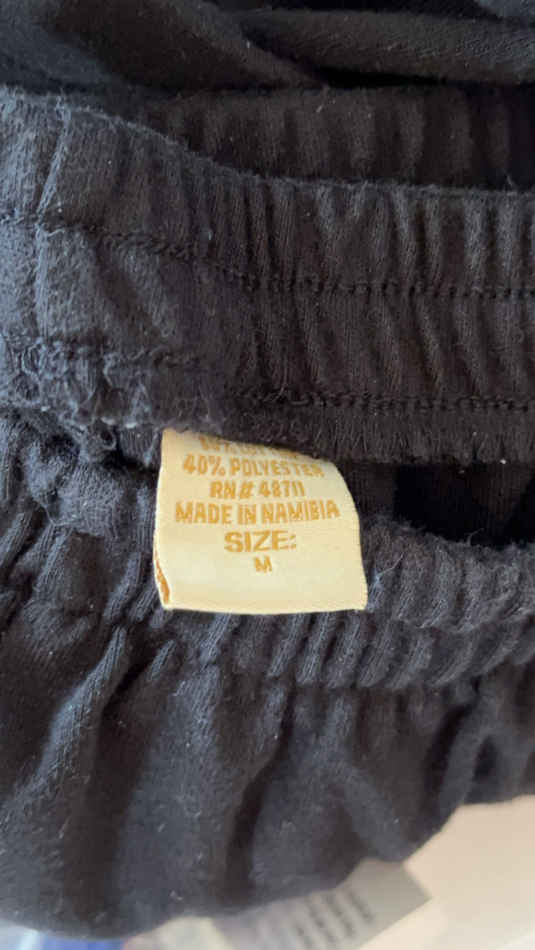 40% POLYESTER
RN# 48711
MADE IN NAMIBIA
SIZE:
M